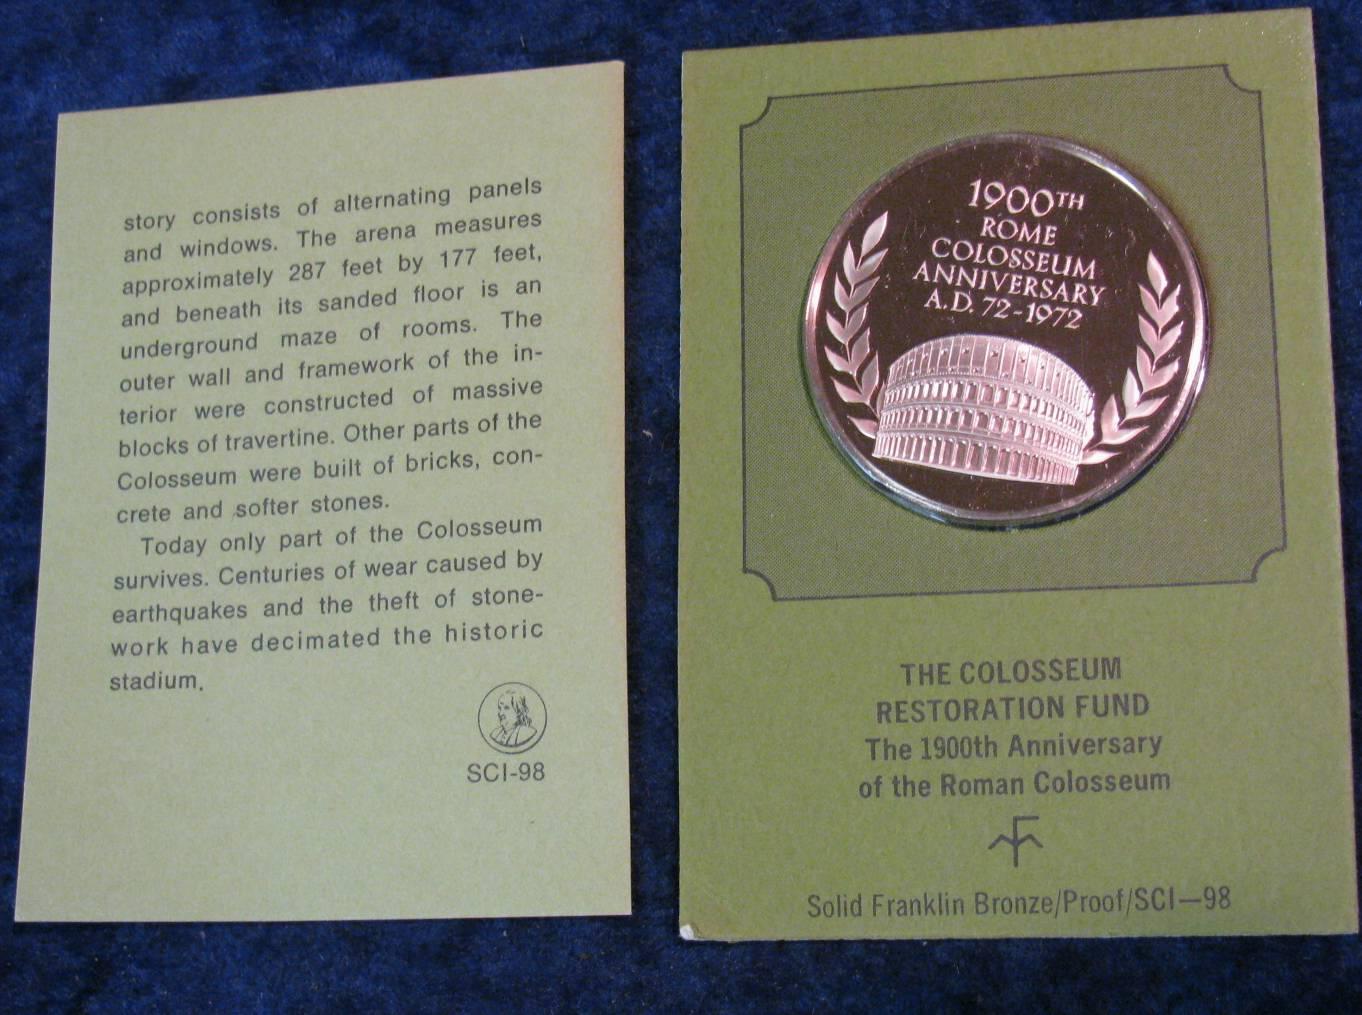 story consists of alternating panels
and windows. The arena measures
approximately 287 feet by 177 feet,
and beneath its sanded floor is an
underground maze of rooms. The
outer wall and framework of the in-
terior were constructed of massive
blocks of travertine. Other parts of the
Colosseum were built of bricks, con-
crete and softer stones.
Today only part of the Colosseum
survives. Centuries of wear caused by
earthquakes and the theft of stone-
work have decimated the historic
stadium.
SCI-98
1900TH
ROME
COLOSSEUM
ANNIVERSARY
A.D. 72-1972
THE COLOSSEUM
RESTORATION FUND
The 1900th Anniversary
of the Roman Colosseum
Solid Franklin Bronze/Proof/SCI—98